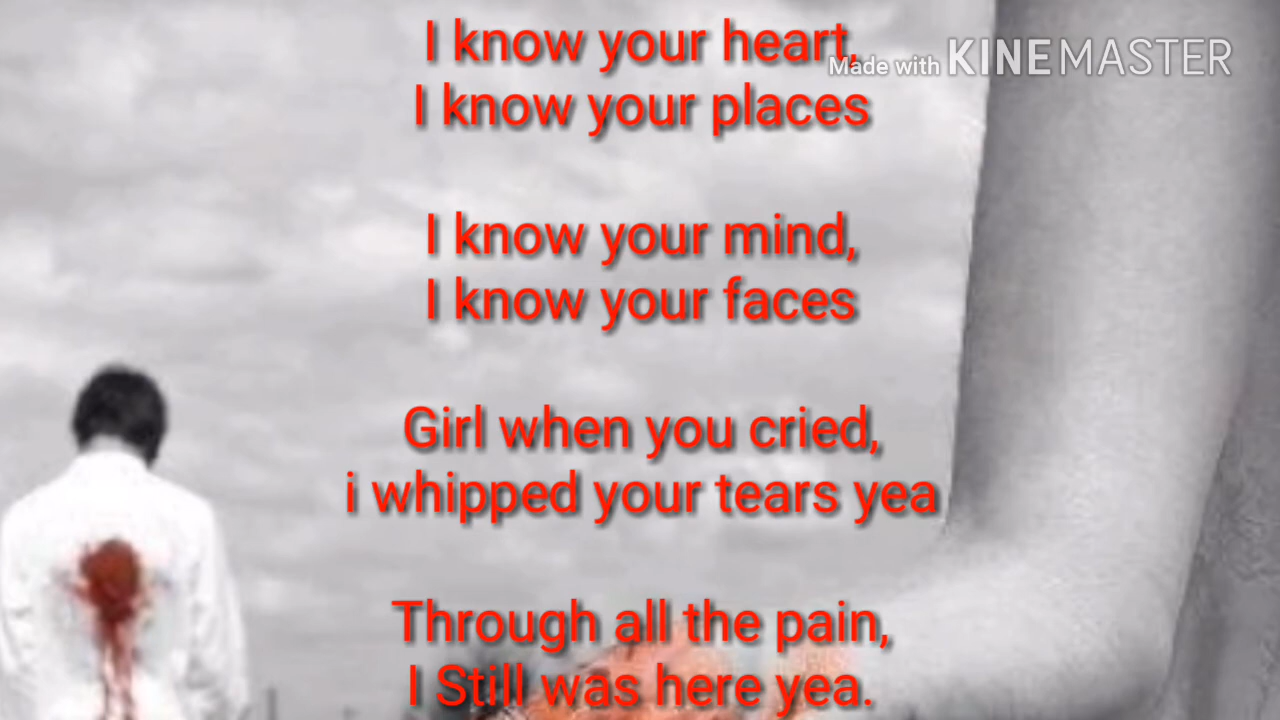 I know your heart,
Made with KINEMASTER
I know your places
I know your mind,
I know your faces
Girl when you cried,
i whipped your tears yea
Through all the pain,
I Still was here yea.